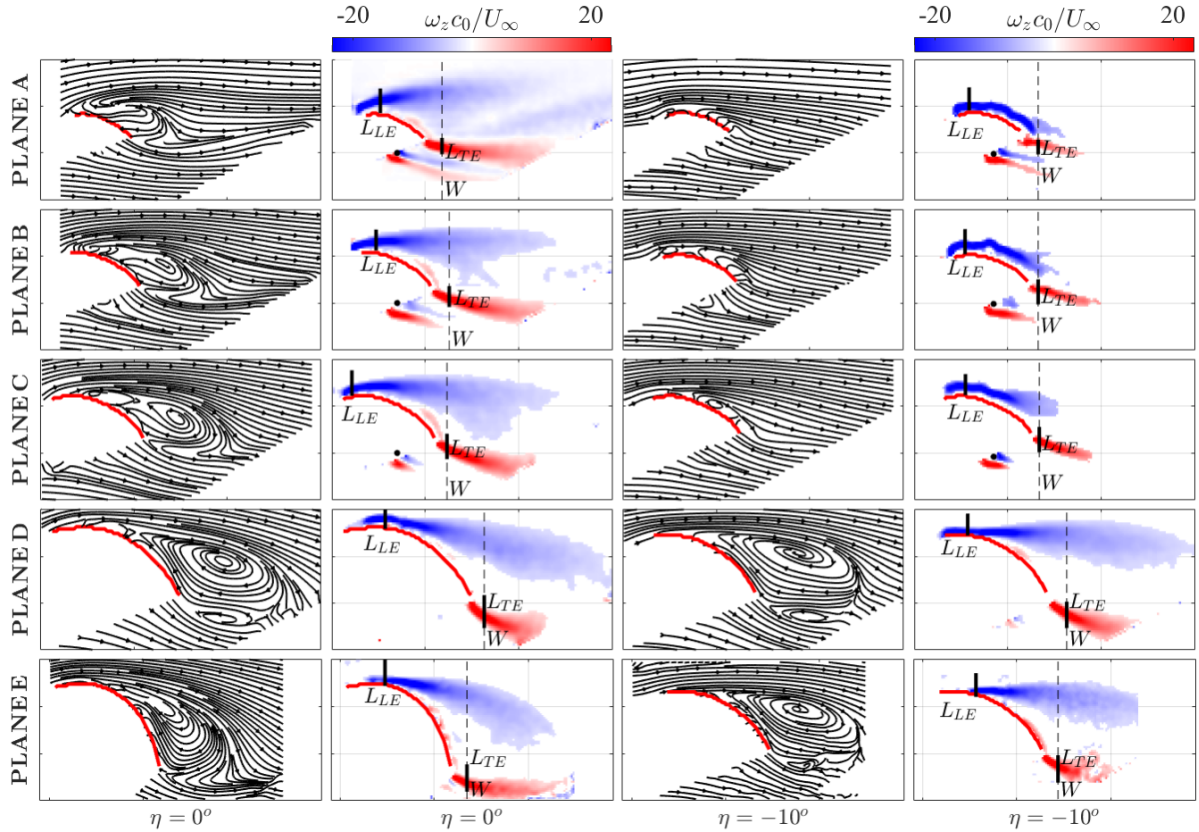 -20 ω_z c_0/U_∞ 20 -20 ω_z c_0/U_∞ 20
PLANE A
L_LE L_TE W L_LE L_TE W
PLANE B
L_LE L_TE W L_LE L_TE W
PLANE C
L_LE L_TE W L_LE L_TE W
PLANE D
L_LE L_TE W L_LE L_TE W
PLANE E
L_LE L_TE W L_LE L_TE W
η = 0° η = 0° η = −10° η = −10°